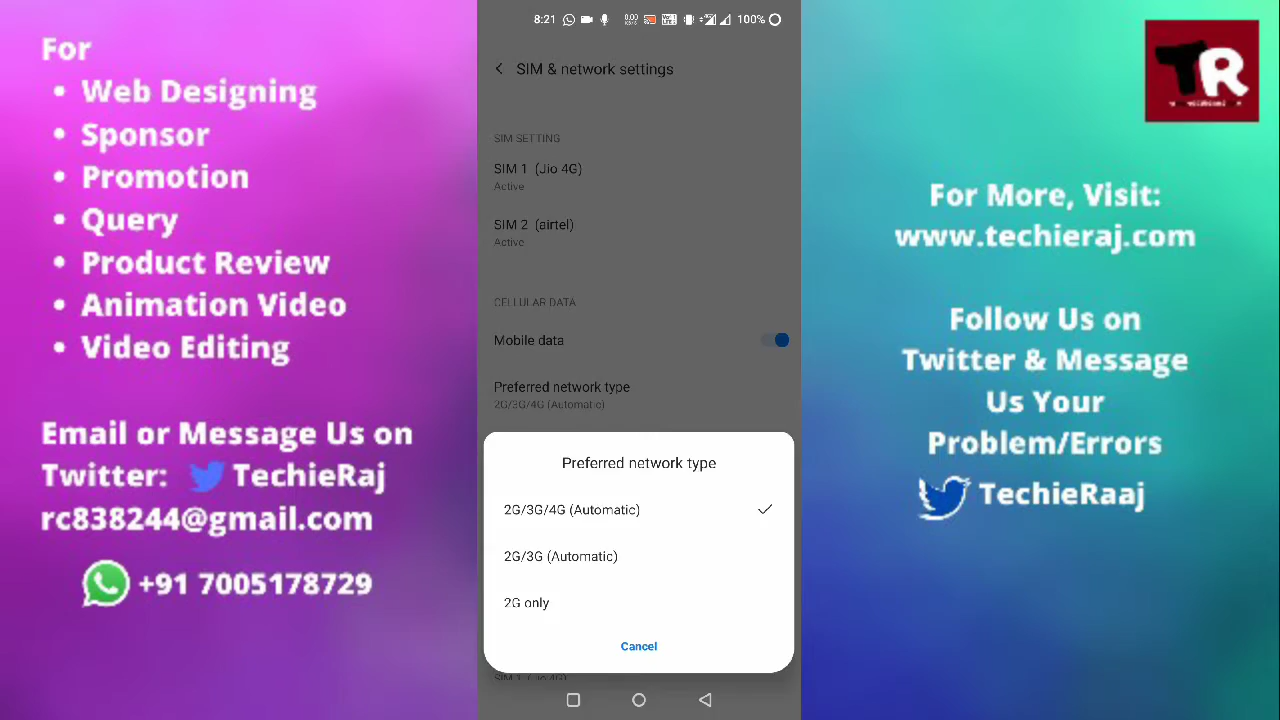 For
• Web Designing
• Sponsor
• Promotion
• Query
• Product Review
• Animation Video
• Video Editing
Email or Message Us on
Twitter: TechieRaj
rc838244@gmail.com
+91 7005178729
8:21
100%
SIM & network settings
SIM SETTING
SIM 1 (Jio 4G)
Active
SIM 2 (airtel)
Active
CELLULAR DATA
Mobile data
Preferred network type
2G/3G/4G (Automatic)
Preferred network type
2G/3G/4G (Automatic)
2G/3G (Automatic)
2G only
Cancel
TR
For More, Visit:
www.techieraj.com
Follow Us on
Twitter & Message
Us Your
Problem/Errors
TechieRaaj